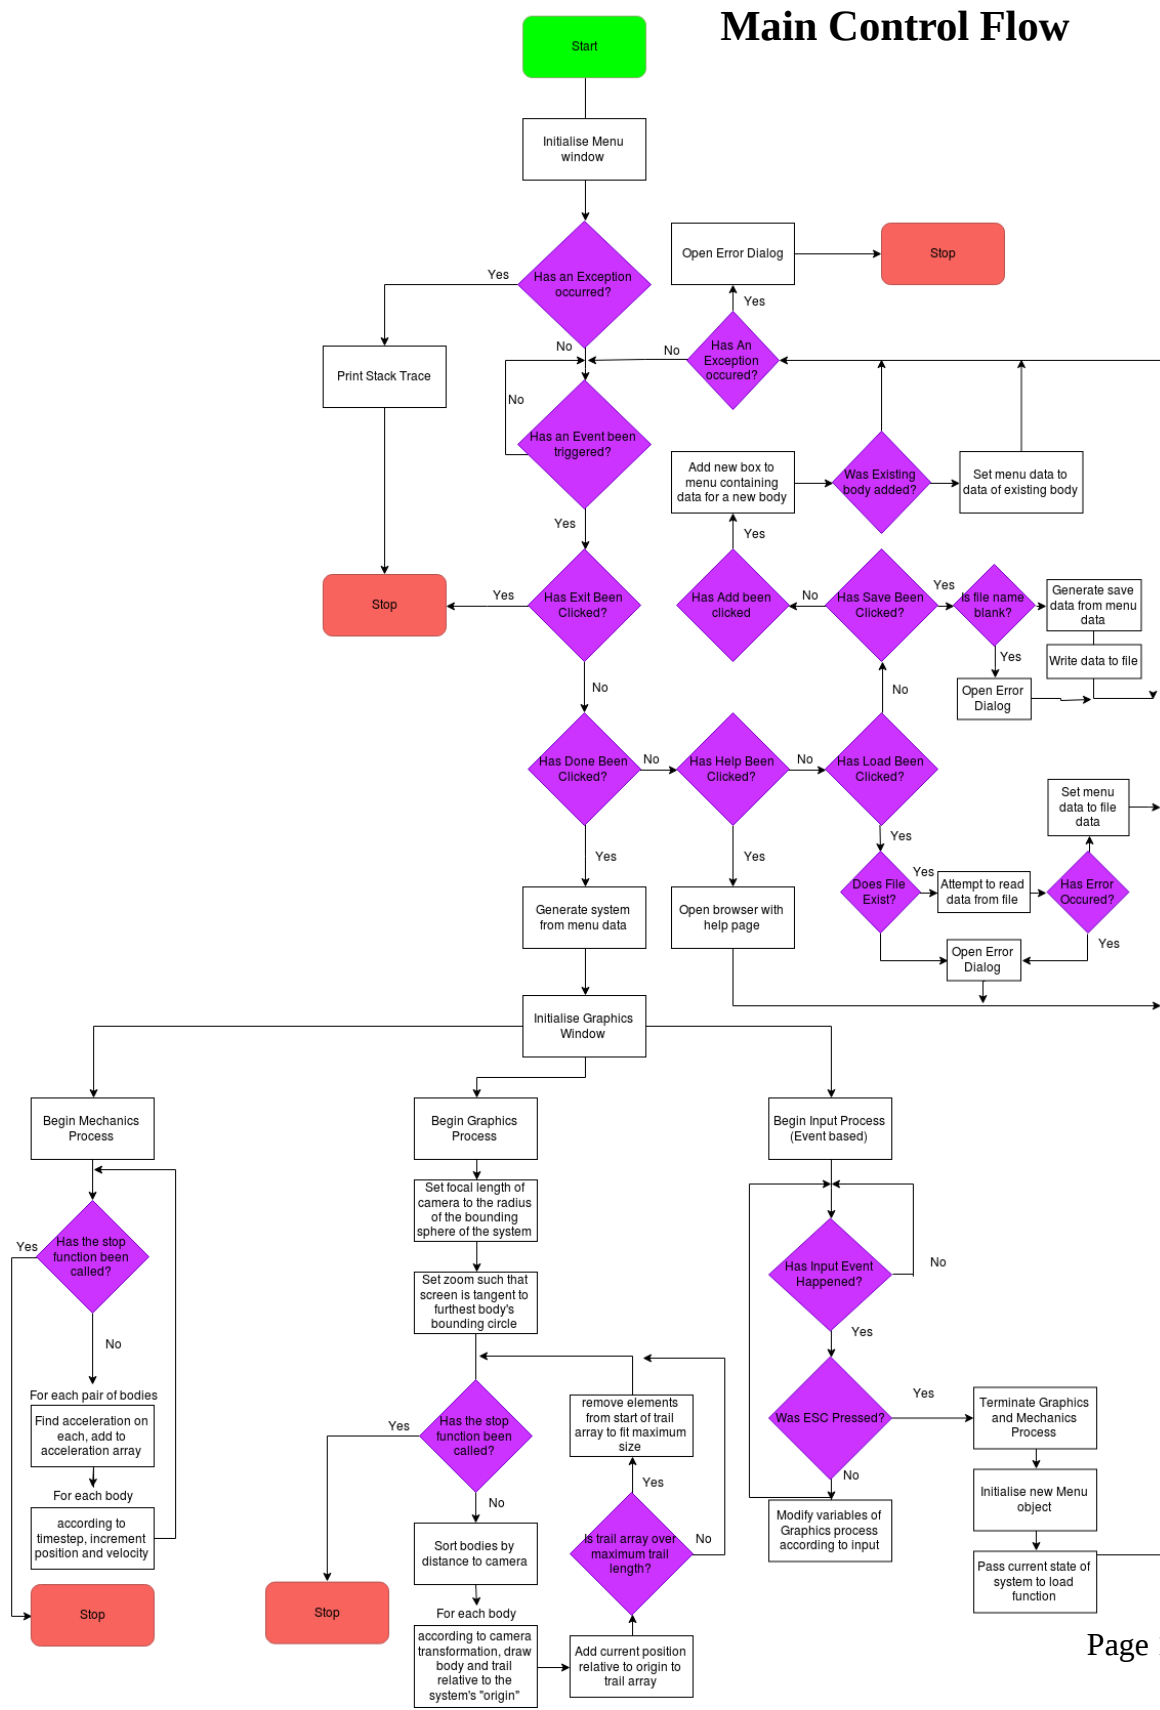 Main Control Flow
Start
Initialise Menu
window
Has an Exception
occurred?
Yes
No
Print Stack Trace
Stop
Open Error Dialog
Stop
Yes
Has An
Exception
occured?
No
Has an Event been
triggered?
No
Yes
Add new box to
menu containing
data for a new body
Was Existing
body added?
Set menu data to
data of existing body
Yes
Has Exit Been
Clicked?
Yes
No
Has Add been
clicked
No
Has Save Been
Clicked?
Yes
Is file name
blank?
Yes
Generate save
data from menu
data
Write data to file
Open Error
Dialog
No
Has Done Been
Clicked?
No
Has Help Been
Clicked?
No
Has Load Been
Clicked?
Yes
Yes
Yes
Set menu
data to file
data
Does File
Exist?
Yes
Attempt to read
data from file
Has Error
Occured?
Yes
Open Error
Dialog
Generate system
from menu data
Open browser with
help page
Initialise Graphics
Window
Begin Mechanics
Process
Yes
Has the stop
function been
called?
No
For each pair of bodies
Find acceleration on
each, add to
acceleration array
For each body
according to
timestep, increment
position and velocity
Stop
Begin Graphics
Process
Set focal length of
camera to the radius
of the bounding
sphere of the system
Set zoom such that
screen is tangent to
furthest body's
bounding circle
Yes
Has the stop
function been
called?
No
Stop
Sort bodies by
distance to camera
For each body
according to camera
transformation, draw
body and trail
relative to the
system's "origin"
Add current position
relative to origin to
trail array
Is trail array over
maximum trail
length?
Yes
No
remove elements
from start of trail
array to fit maximum
size
Begin Input Process
(Event based)
Has Input Event
Happened?
No
Yes
Was ESC Pressed?
Yes
No
Modify variables of
Graphics process
according to input
Terminate Graphics
and Mechanics
Process
Initialise new Menu
object
Pass current state of
system to load
function
Page